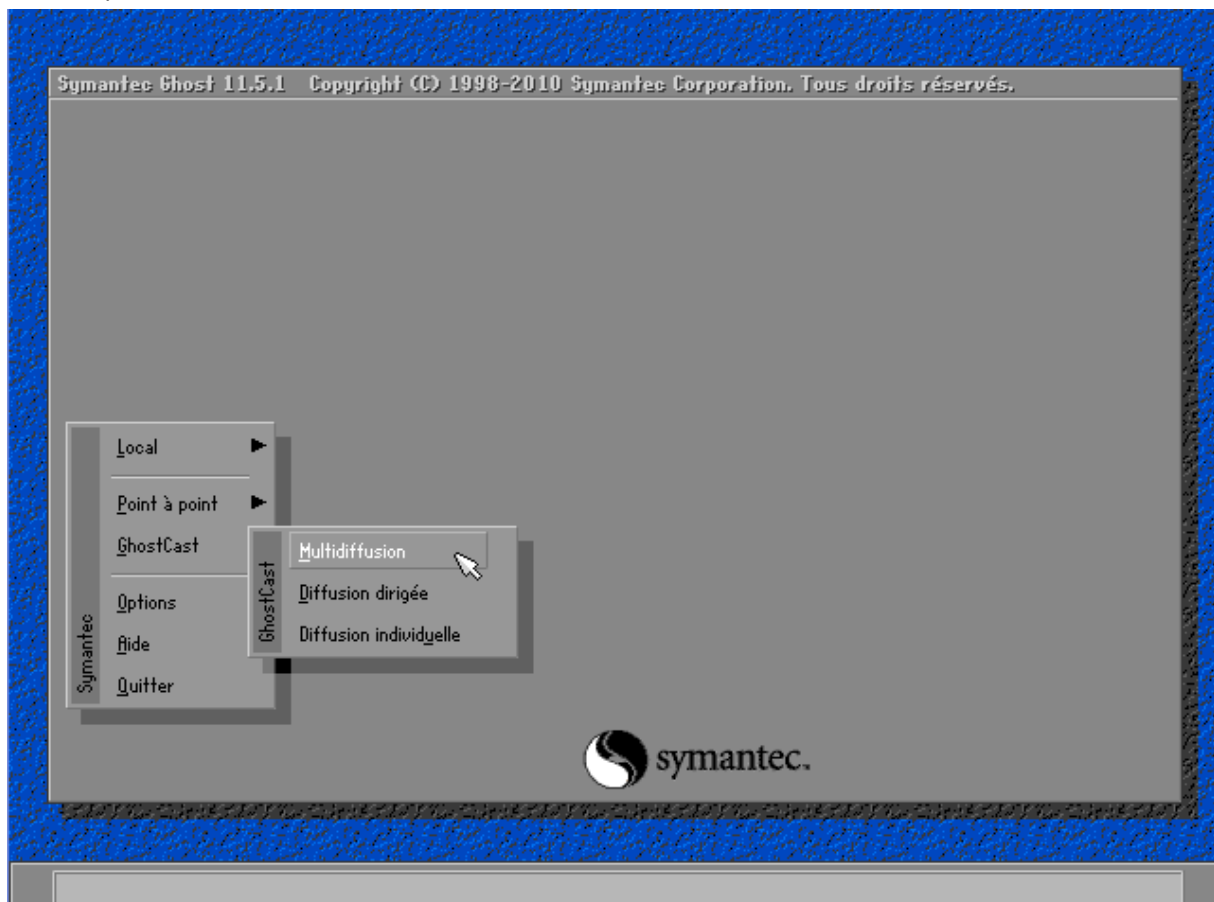 Symantec Ghost 11.5.1 Copyright (C) 1998-2010 Symantec Corporation. Tous droits réservés.
Local
Point à point
GhostCast
Options
Aide
Quitter
Symantec
Multidiffusion
Diffusion dirigée
Diffusion individuelle
GhostCast
symantec.